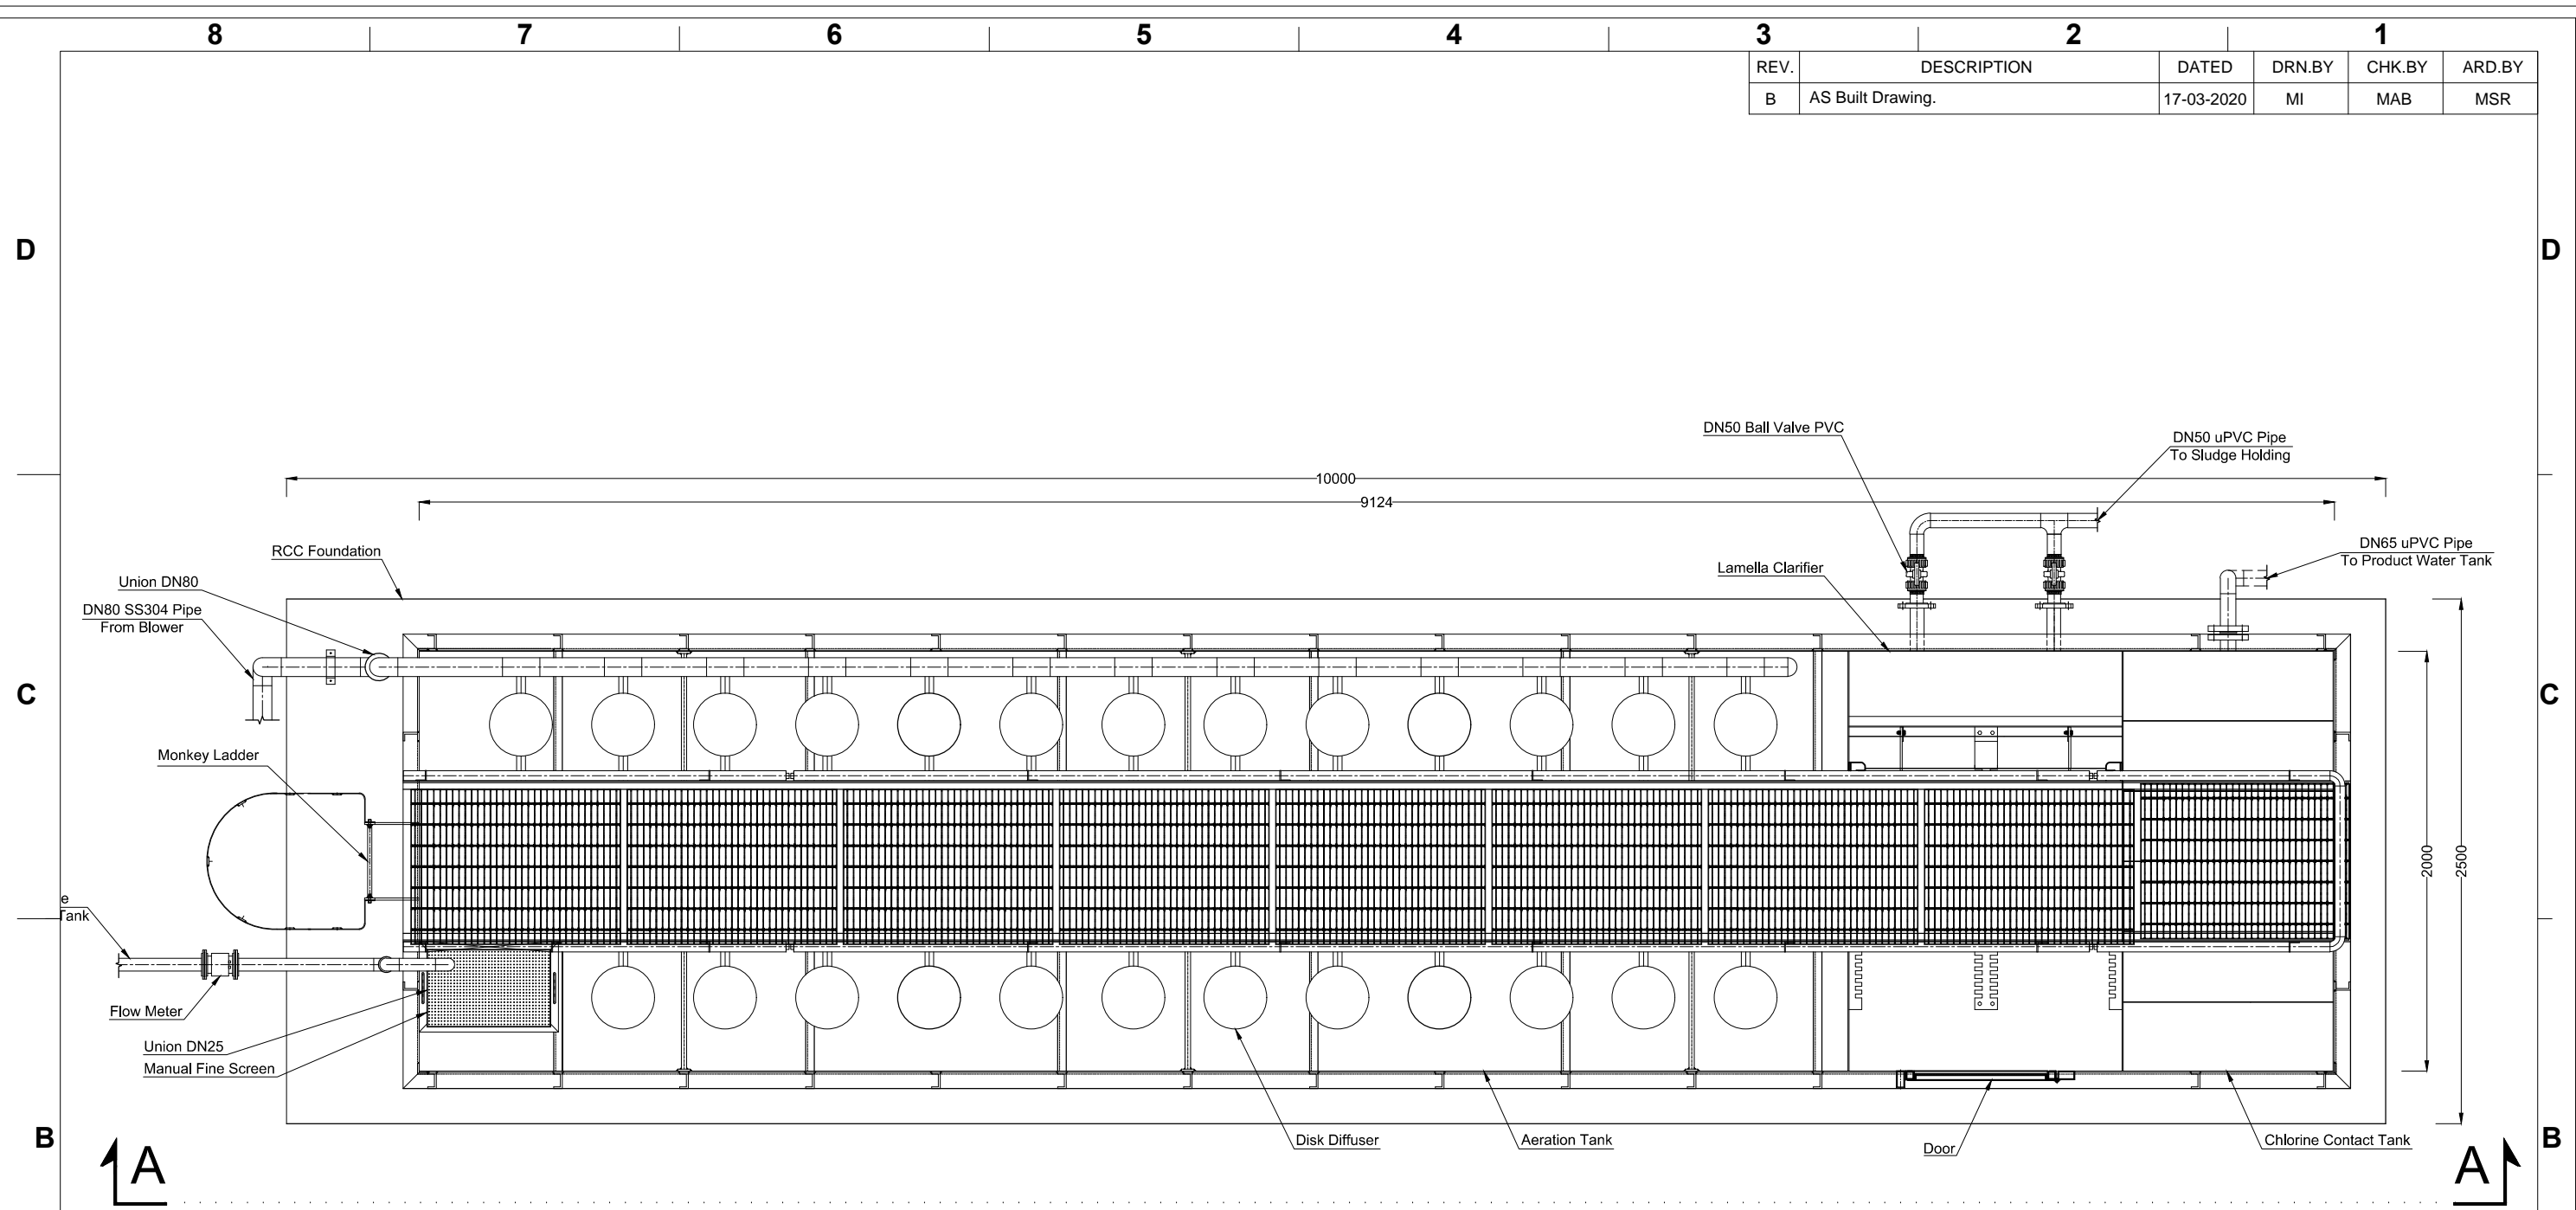 8 7 6 5 4 3 2 1
REV. DESCRIPTION DATED DRN.BY CHK.BY ARD.BY
B AS Built Drawing. 17-03-2020 MI MAB MSR
D D
DN50 Ball Valve PVC
DN50 uPVC Pipe
To Sludge Holding
10000
9124
RCC Foundation
DN65 uPVC Pipe
To Product Water Tank
Lamella Clarifier
Union DN80
DN80 SS304 Pipe
From Blower
C C
Monkey Ladder
2000
2500
e
Tank
Flow Meter
Union DN25
Manual Fine Screen
Disk Diffuser
Aeration Tank
Door
Chlorine Contact Tank
B B
A A